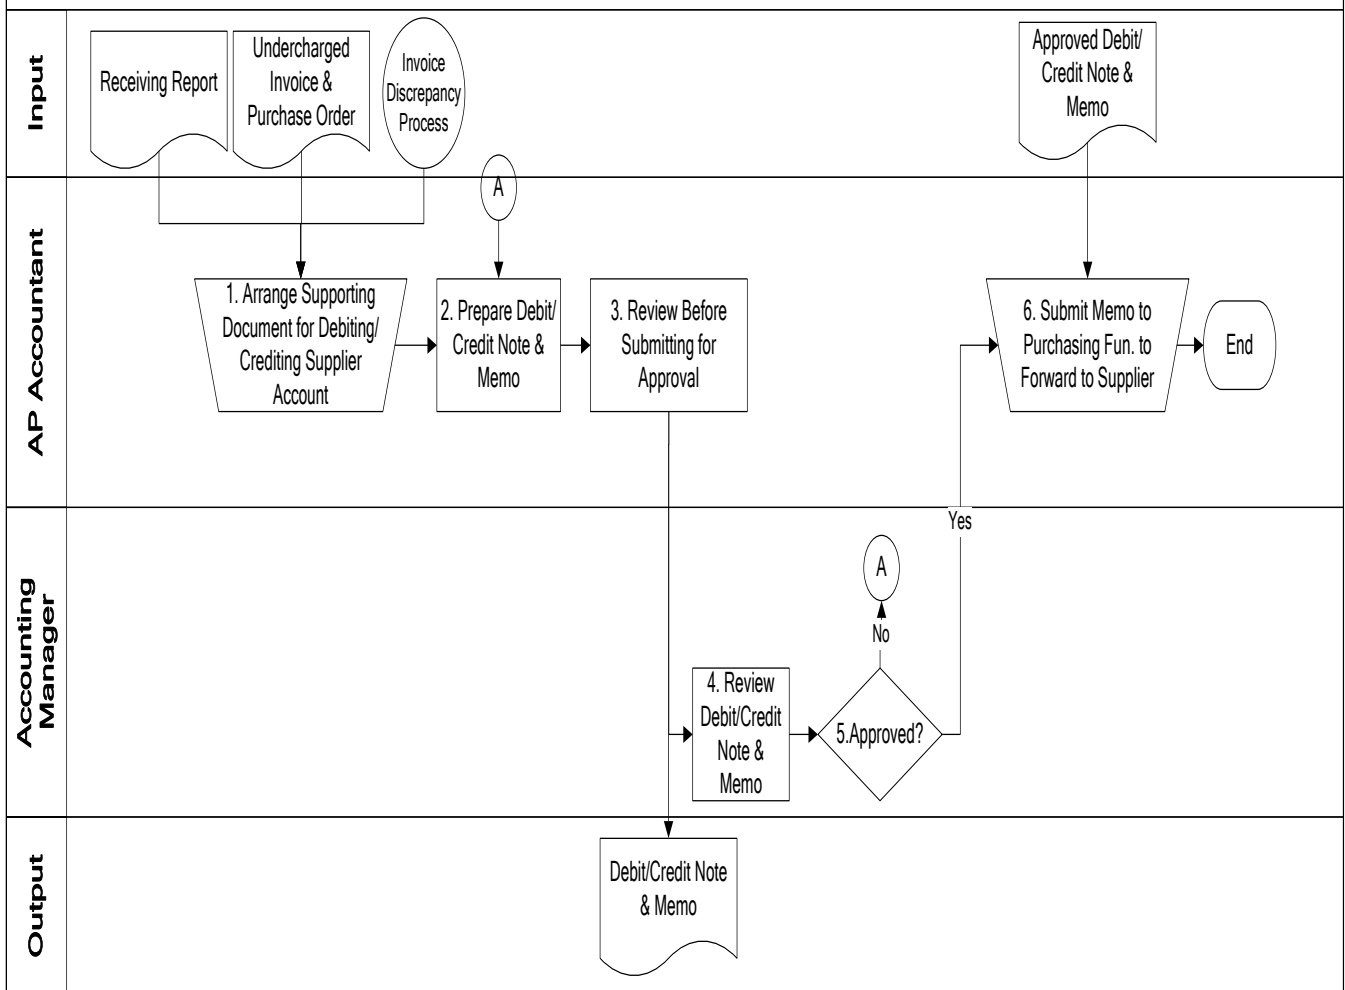 Input
Receiving Report
Undercharged
Invoice &
Purchase Order
Invoice
Discrepancy
Process
Approved Debit/
Credit Note &
Memo
AP Accountant
A
1. Arrange Supporting
Document for Debiting/
Crediting Supplier
Account
2. Prepare Debit/
Credit Note &
Memo
3. Review Before
Submitting for
Approval
6. Submit Memo to
Purchasing Fun. to
Forward to Supplier
End
Accounting
Manager
Yes
A
No
4. Review
Debit/Credit
Note &
Memo
5.Approved?
Output
Debit/Credit Note
& Memo